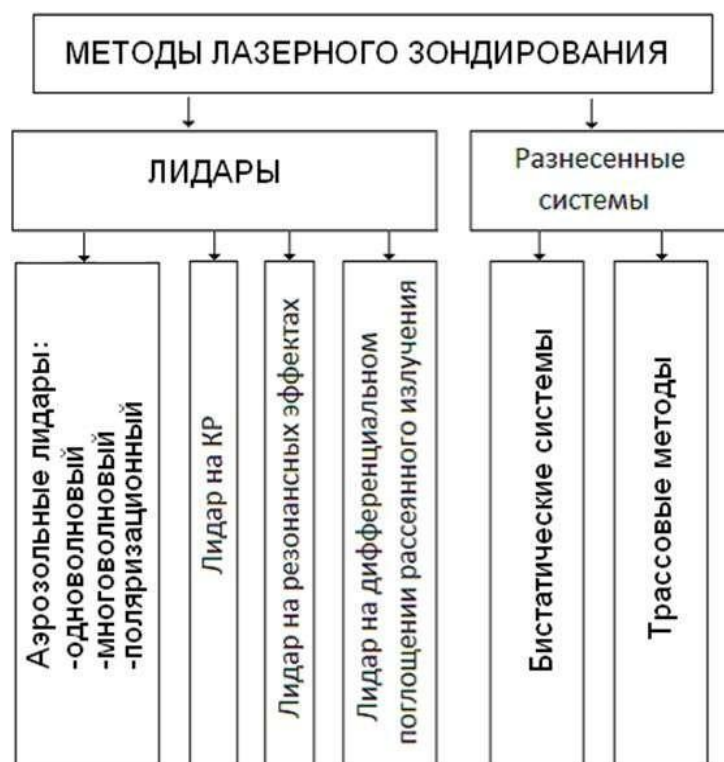 МЕТОДЫ ЛАЗЕРНОГО ЗОНДИРОВАНИЯ
ЛИДАРЫ
Разнесенные
системы
Аэрозольные лидары:
-одноволновый
-многоволновый
-поляризационный
Лидар на КР
Лидар на резонансных эффектах
Лидар на дифференциальном
поглощении рассеянного излучения
Бистатические системы
Трассовые методы